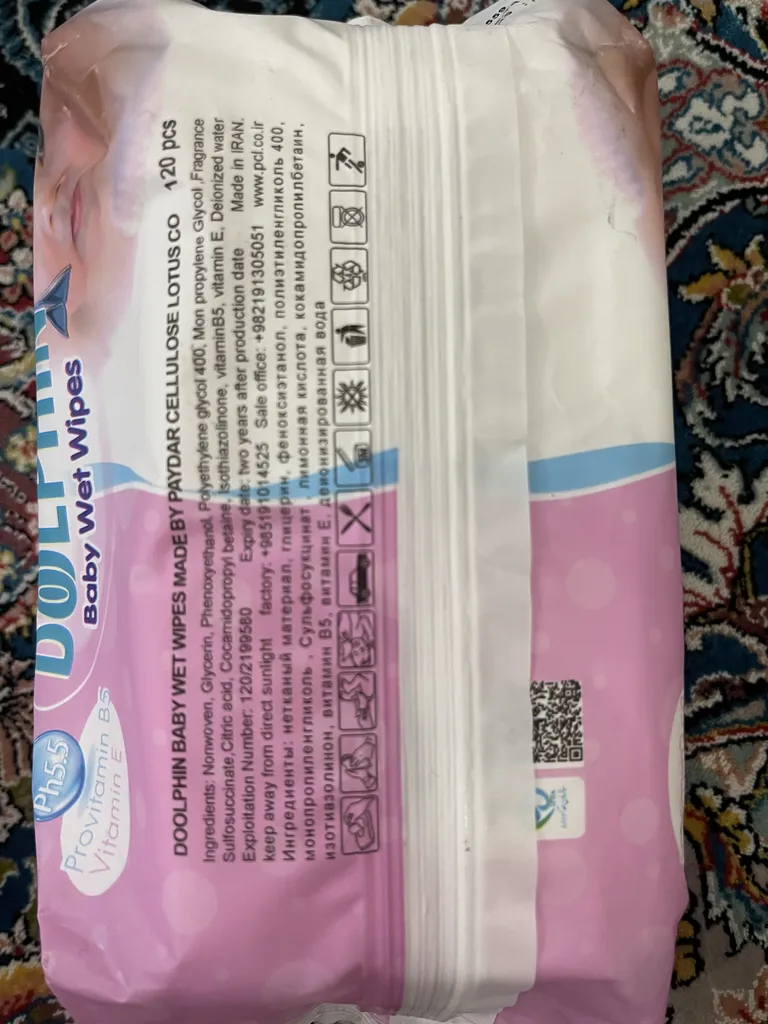 DOOLPHIN
Baby Wet Wipes
Ph5.5
Provitamin B5
Vitamin E
DOOLPHIN BABY WET WIPES MADE BY PAYDAR CELLULOSE LOTUS CO 120 pcs
Ingredients: Nonwoven, Glycerin, Phenoxyethanol, Polyethylene glycol 400, Mon propylene Glycol ,Fragrance
Sulfosuccinate,Citric acid, Cocamidopropyl betaine, Isothiazolinone, vitaminB5, vitamin E, Deionized water
Exploitation Number: 120/2199580 Expiry date: two years after production date Made in IRAN.
keep away from direct sunlight factory: +985191014525 Sale office: +982191305051 www.pcl.co.ir
Ингредиенты: нетканый материал, глицерин, феноксиэтанол, полиэтиленгликоль 400,
монопропиленгликоль , Сульфосукцинат, лимонная кислота, кокамидопропилбетаин,
изотиазолинон, витамин B5, витамин E, деионизированная вода